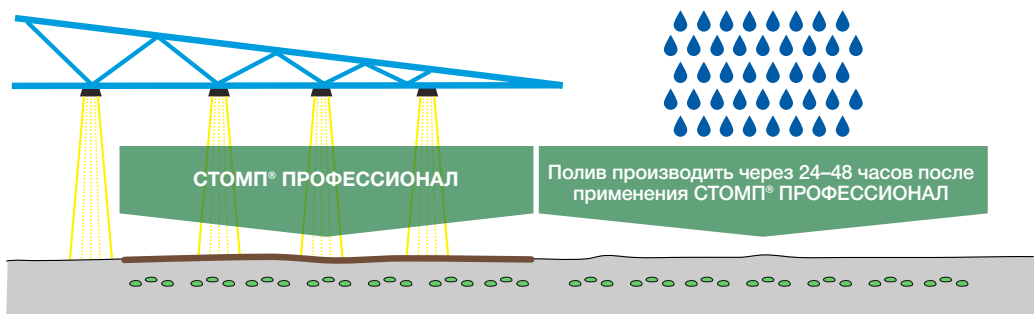 СТОМП® ПРОФЕССИОНАЛ
Полив производить через 24–48 часов после
применения СТОМП® ПРОФЕССИОНАЛ